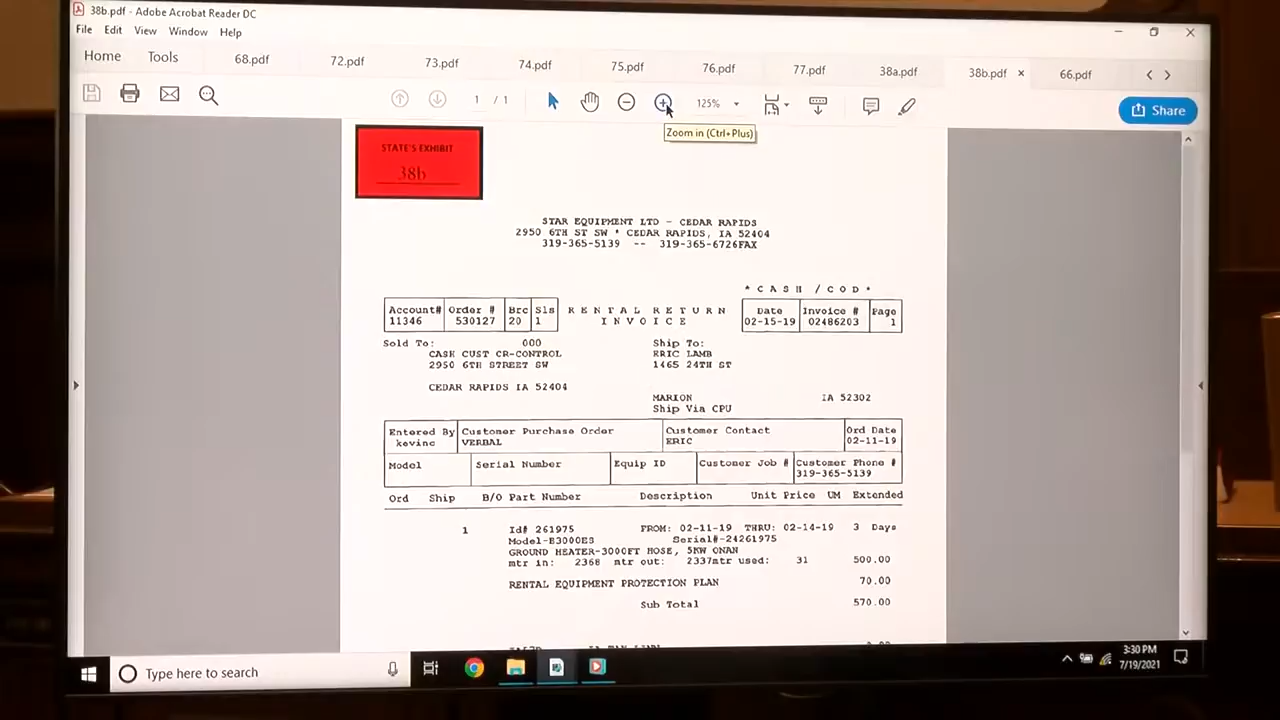 38b.pdf - Adobe Acrobat Reader DC
File Edit View Window Help
Home Tools 68.pdf 72.pdf 73.pdf 74.pdf 75.pdf 76.pdf 77.pdf 38a.pdf 38b.pdf × 66.pdf
1 / 1 125% Share
Zoom in (Ctrl+Plus)
STATE'S EXHIBIT
38b
STAR EQUIPMENT LTD - CEDAR RAPIDS
2950 6TH ST SW * CEDAR RAPIDS, IA 52404
319-365-5139 -- 319-365-6726FAX
* C A S H / C O D *
Account# Order # Brc Sls R E N T A L R E T U R N Date Invoice # Page
11346 530127 20 1 I N V O I C E 02-15-19 02486203 1
Sold To: 000 Ship To:
CASH CUST CR-CONTROL ERIC LAMB
2950 6TH STREET SW 1465 24TH ST
CEDAR RAPIDS IA 52404
MARION IA 52302
Ship Via CPU
Entered By Customer Purchase Order Customer Contact Ord Date
kevinc VERBAL ERIC 02-11-19
Model Serial Number Equip ID Customer Job # Customer Phone #
319-365-5139
Ord Ship B/O Part Number Description Unit Price UM Extended
1 Id# 261975 FROM: 02-11-19 THRU: 02-14-19 3 Days
Model-E3000ES Serial#-24261975
GROUND HEATER-3000FT HOSE, 5KW ONAN
mtr in: 2368 mtr out: 2337mtr used: 31 500.00
RENTAL EQUIPMENT PROTECTION PLAN 70.00
Sub Total 570.00
Type here to search
3:30 PM
7/19/2021